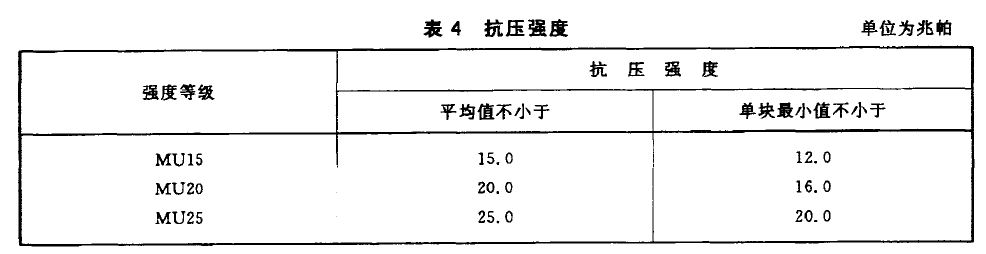 表 4 抗压强度 单位为兆帕
强度等级 抗 压 强 度
平均值不小于 单块最小值不小于
MU15 15.0 12.0
MU20 20.0 16.0
MU25 25.0 20.0